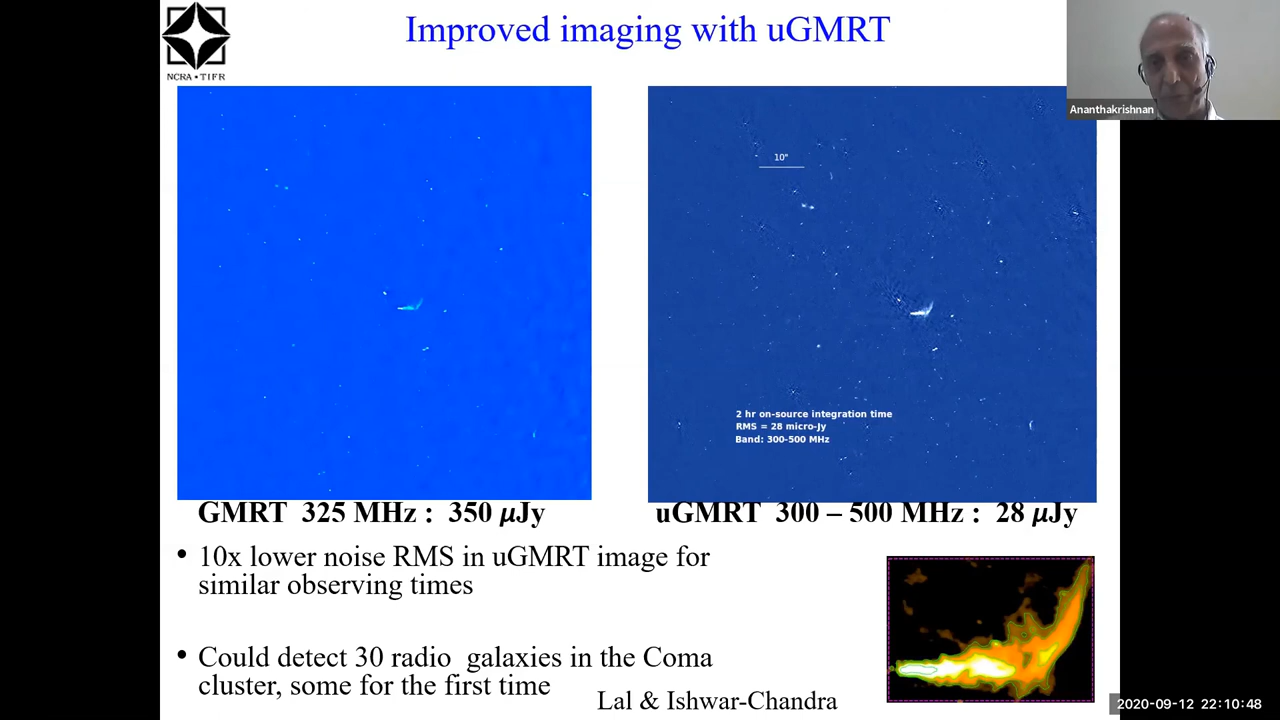 Improved imaging with uGMRT
NCRA • TIFR
Ananthakrishnan
10"
2 hr on-source integration time
RMS = 28 micro-Jy
Band: 300-500 MHz
GMRT 325 MHz : 350 μJy
uGMRT 300 – 500 MHz : 28 μJy
• 10x lower noise RMS in uGMRT image for
similar observing times
• Could detect 30 radio galaxies in the Coma
cluster, some for the first time
Lal & Ishwar-Chandra
2020-09-12 22:10:48